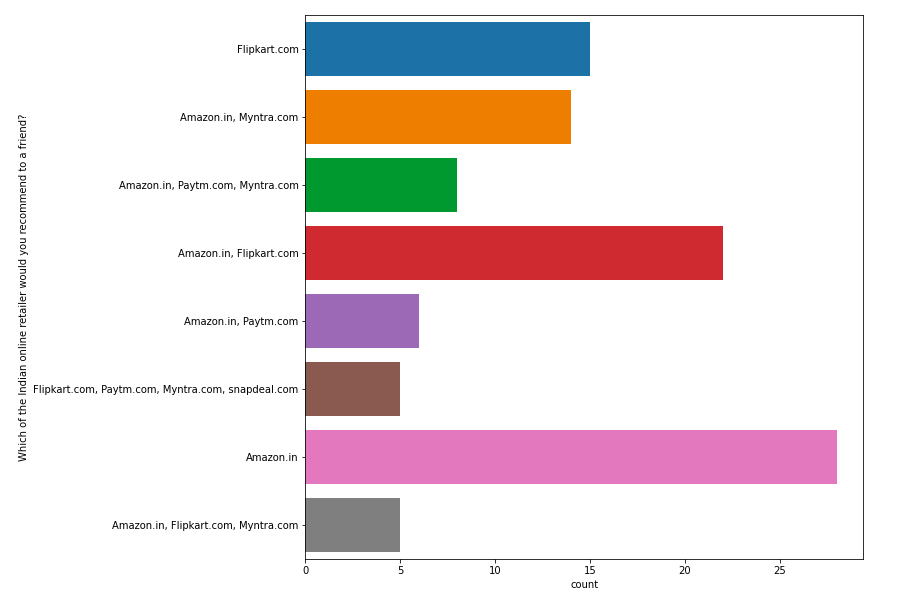 Which of the Indian online retailer would you recommend to a friend?
Flipkart.com
Amazon.in, Myntra.com
Amazon.in, Paytm.com, Myntra.com
Amazon.in, Flipkart.com
Amazon.in, Paytm.com
Flipkart.com, Paytm.com, Myntra.com, snapdeal.com
Amazon.in
Amazon.in, Flipkart.com, Myntra.com
0 5 10 15 20 25
count